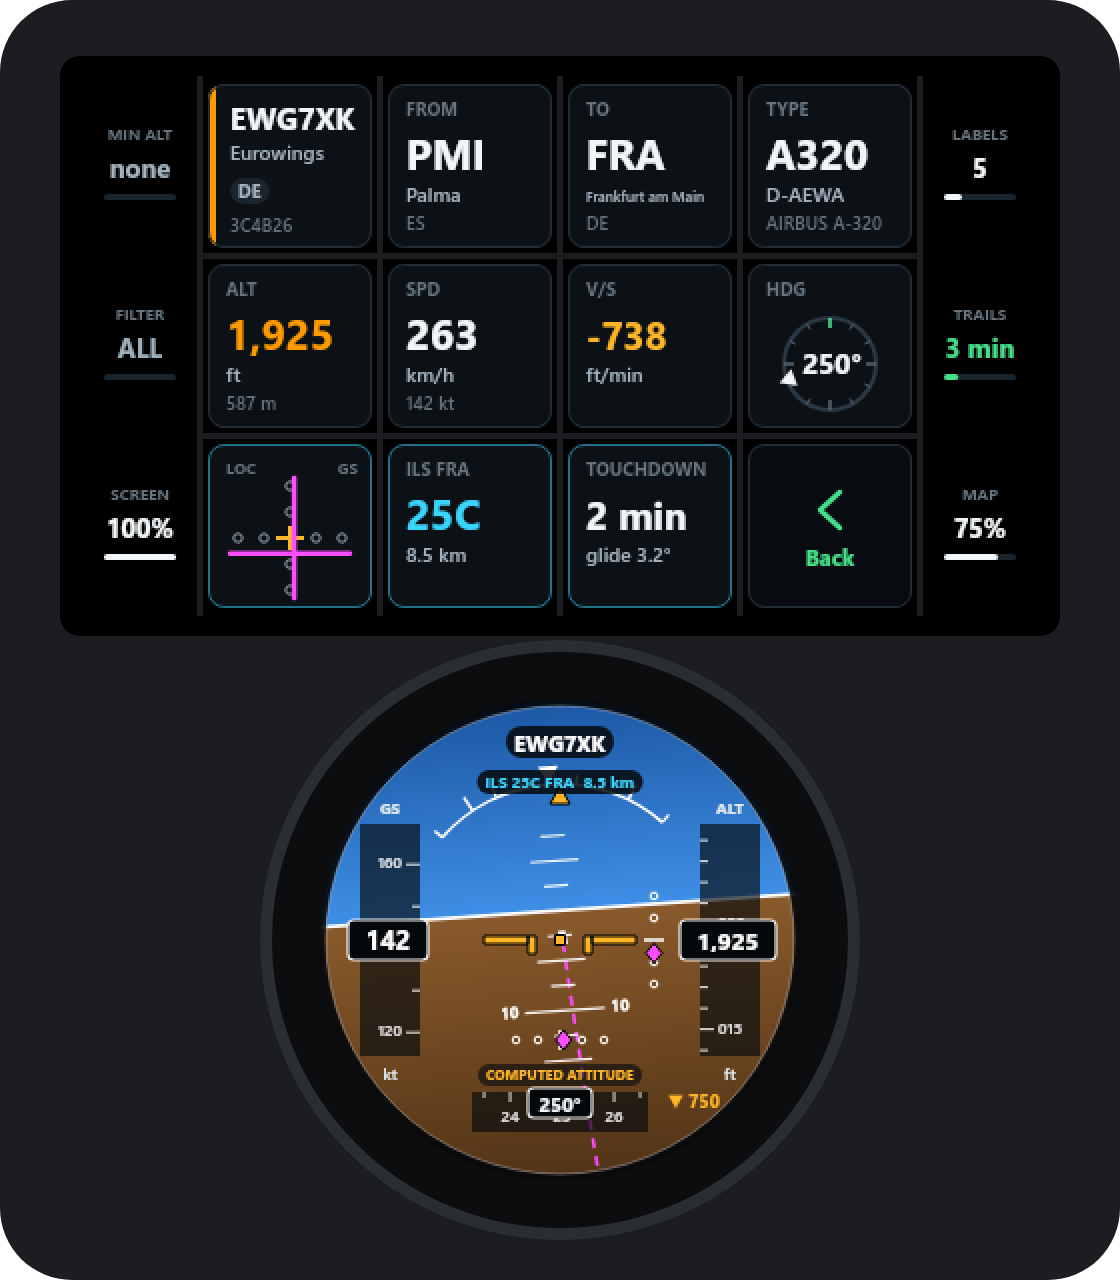 MIN ALT
none
FILTER
ALL
SCREEN
100%
EWG7XK
Eurowings
DE
3C4B26
FROM
PMI
Palma
ES
TO
FRA
Frankfurt am Main
DE
TYPE
A320
D-AEWA
AIRBUS A-320
ALT
1,925
ft
587 m
SPD
263
km/h
142 kt
V/S
-738
ft/min
HDG
250°
LOC GS
ILS FRA
25C
8.5 km
TOUCHDOWN
2 min
glide 3.2°
Back
LABELS
5
TRAILS
3 min
MAP
75%
EWG7XK
ILS 25C FRA 8.5 km
GS
ALT
160
142
1,925
10 10
120
015
kt
COMPUTED ATTITUDE
ft
250°
▼ 750
24 26